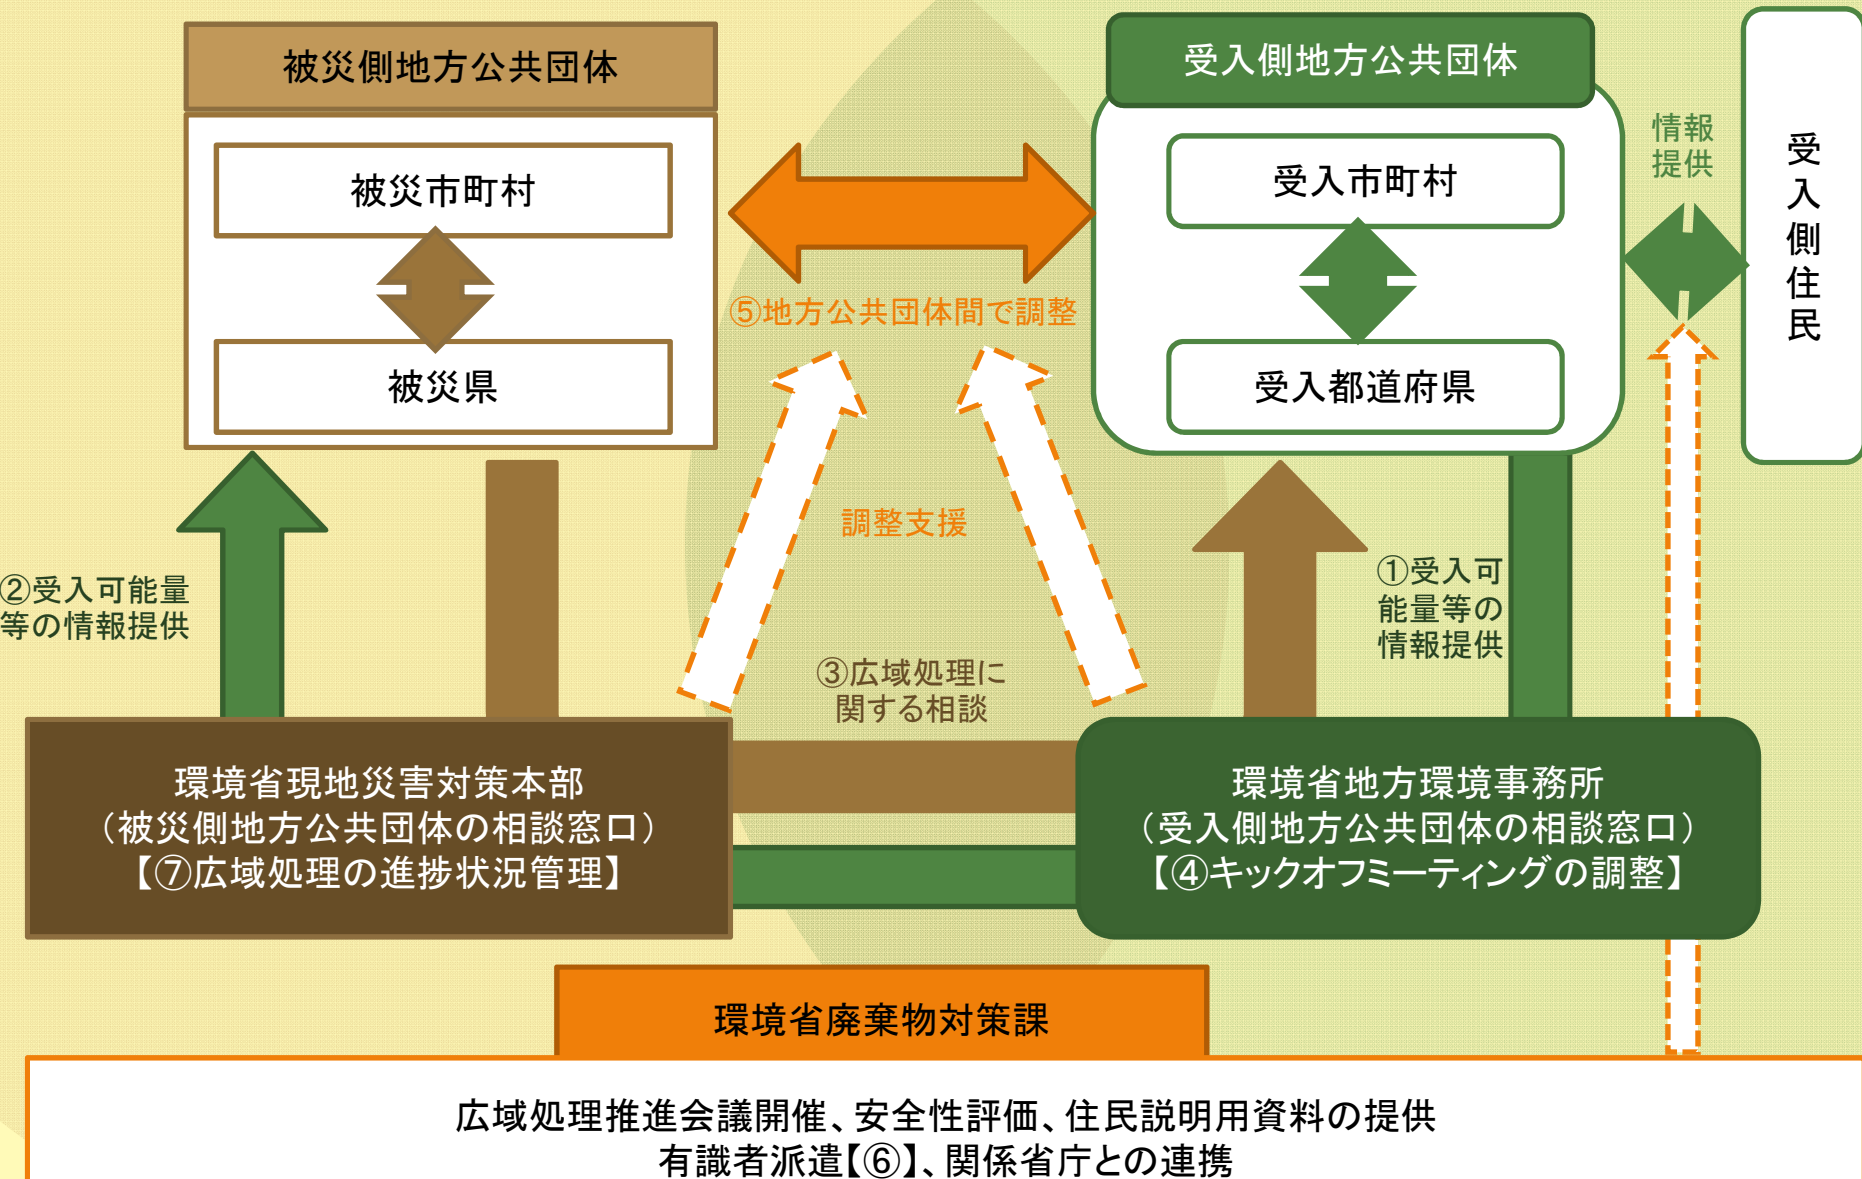 被災側地方公共団体
被災市町村
被災県
受入側地方公共団体
受入市町村
受入都道府県
情報
提供
受入側住民
⑤地方公共団体間で調整
調整支援
②受入可能量
等の情報提供
①受入可
能量等の
情報提供
③広域処理に
関する相談
環境省現地災害対策本部
（被災側地方公共団体の相談窓口）
【⑦広域処理の進捗状況管理】
環境省地方環境事務所
（受入側地方公共団体の相談窓口）
【④キックオフミーティングの調整】
環境省廃棄物対策課
広域処理推進会議開催、安全性評価、住民説明用資料の提供
有識者派遣【⑥】、関係省庁との連携